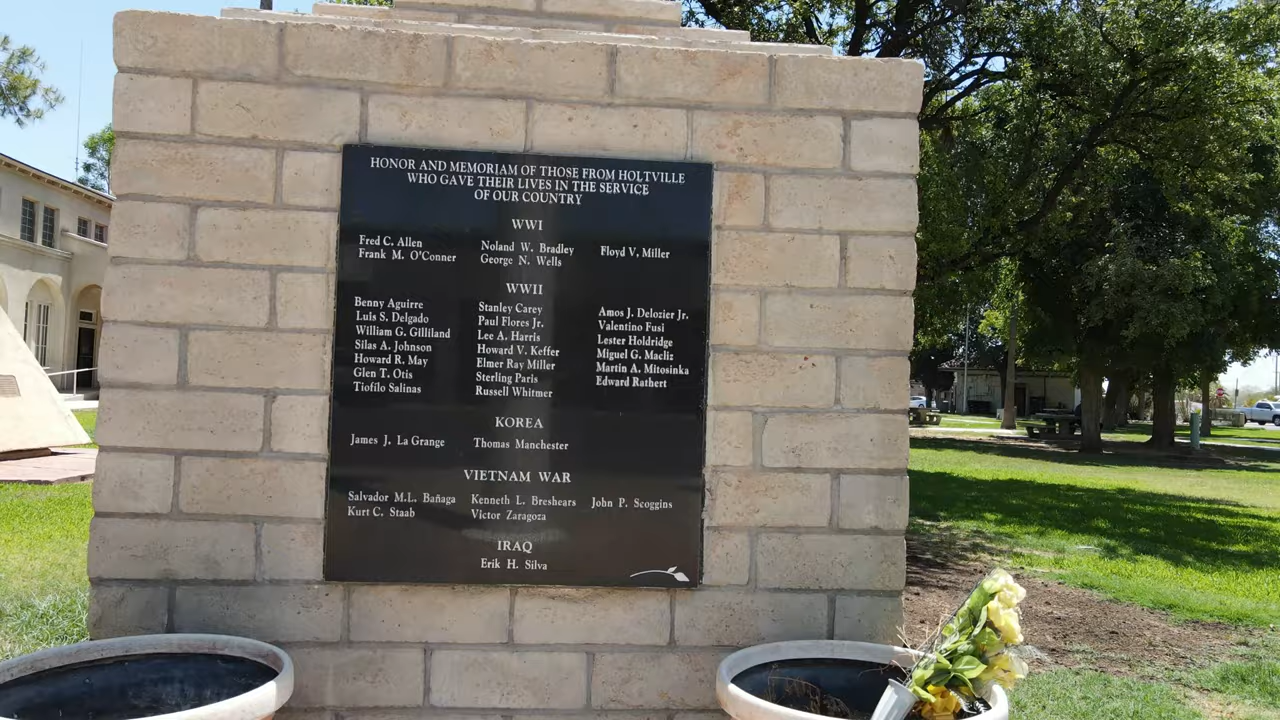 HONOR AND MEMORIAM OF THOSE FROM HOLTVILLE
WHO GAVE THEIR LIVES IN THE SERVICE
OF OUR COUNTRY
WWI
Fred C. Allen Noland W. Bradley Floyd V. Miller
Frank M. O'Conner George N. Wells
WWII
Benny Aguirre Stanley Carey Amos J. Delozier Jr.
Luis S. Delgado Paul Flores Jr. Valentino Fusi
William G. Gilliland Lee A. Harris Lester Holdridge
Silas A. Johnson Howard V. Keffer Miguel G. Macliz
Howard R. May Elmer Ray Miller Martin A. Mitosinka
Glen T. Otis Sterling Paris Edward Rathert
Tiofilo Salinas Russell Whitmer
KOREA
James J. La Grange Thomas Manchester
VIETNAM WAR
Salvador M.L. Bañaga Kenneth L. Breshears John P. Scoggins
Kurt C. Staab Victor Zaragoza
IRAQ
Erik H. Silva